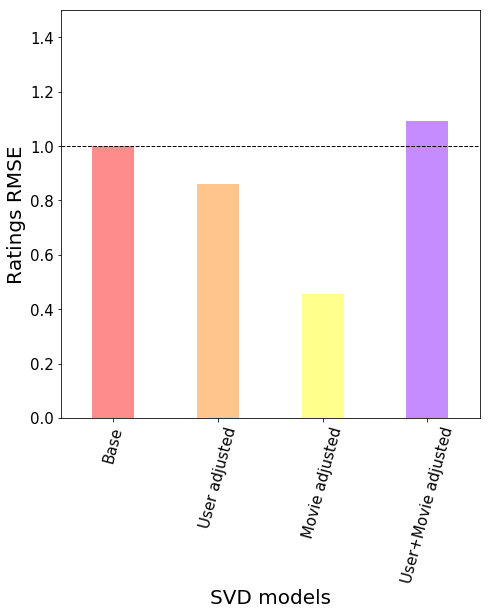 1.4
1.2
1.0
0.8
0.6
0.4
0.2
0.0
Ratings RMSE
Base
User adjusted
Movie adjusted
User+Movie adjusted
SVD models